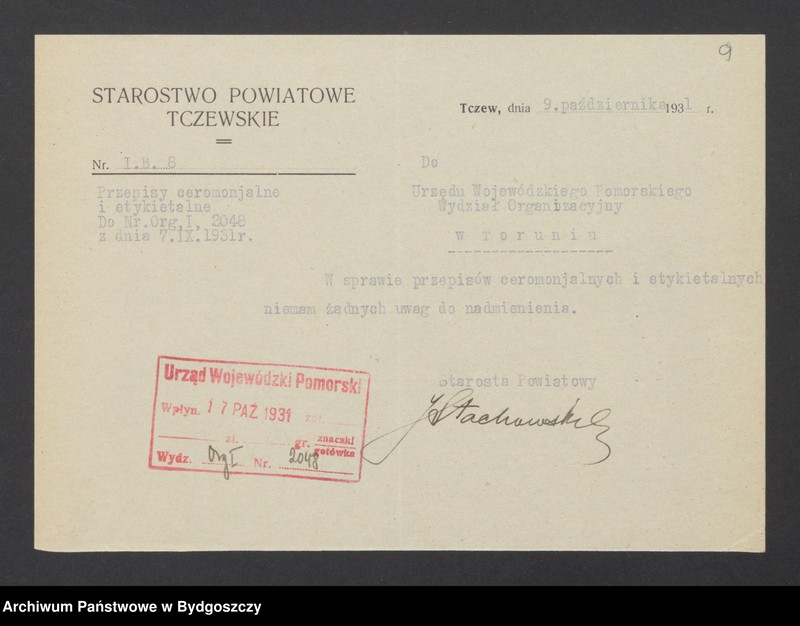 9
STAROSTWO POWIATOWE
TCZEWSKIE
Tczew, dnia 9.października 1931 r.
Nr. I.B. 8
Przepisy ceromonjalne
i etykietalne
Do Nr.Org.I. 2048
z dnia 7.IX.1931r.
Do
Urzędu Wojewódzkiego Pomorskiego
Wydział Organizacyjny
w Toruniu
W sprawie przepisów ceromonjalnych i etykietalnych
niemam żadnych uwag do nadmienienia.
Starosta Powiatowy
Stachowski
Urząd Wojewódzki Pomorski
Wpłyn. 17 PAŹ 1931 zał.
zł. gr. znaczki
gotówka
Wydz. Org I Nr. 2048
Archiwum Państwowe w Bydgoszczy